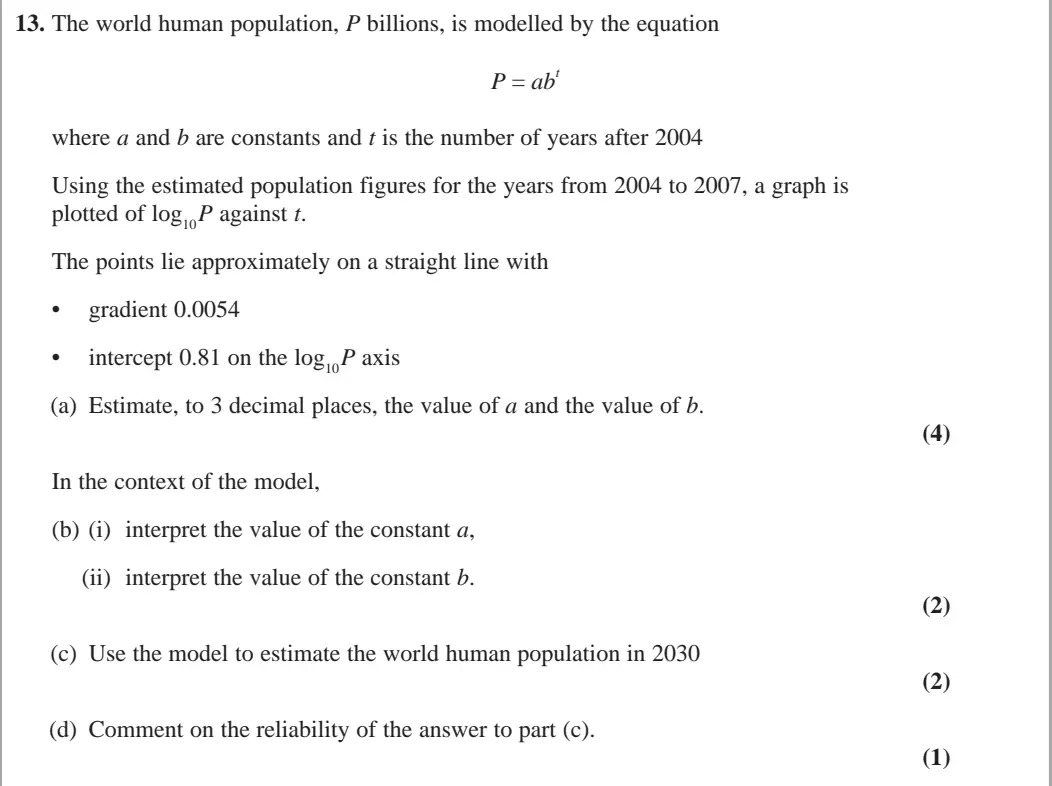 13. The world human population, P billions, is modelled by the equation
P = abᵗ
where a and b are constants and t is the number of years after 2004
Using the estimated population figures for the years from 2004 to 2007, a graph is
plotted of log₁₀P against t.
The points lie approximately on a straight line with
• gradient 0.0054
• intercept 0.81 on the log₁₀P axis
(a) Estimate, to 3 decimal places, the value of a and the value of b.
(4)
In the context of the model,
(b) (i) interpret the value of the constant a,
(ii) interpret the value of the constant b.
(2)
(c) Use the model to estimate the world human population in 2030
(2)
(d) Comment on the reliability of the answer to part (c).
(1)